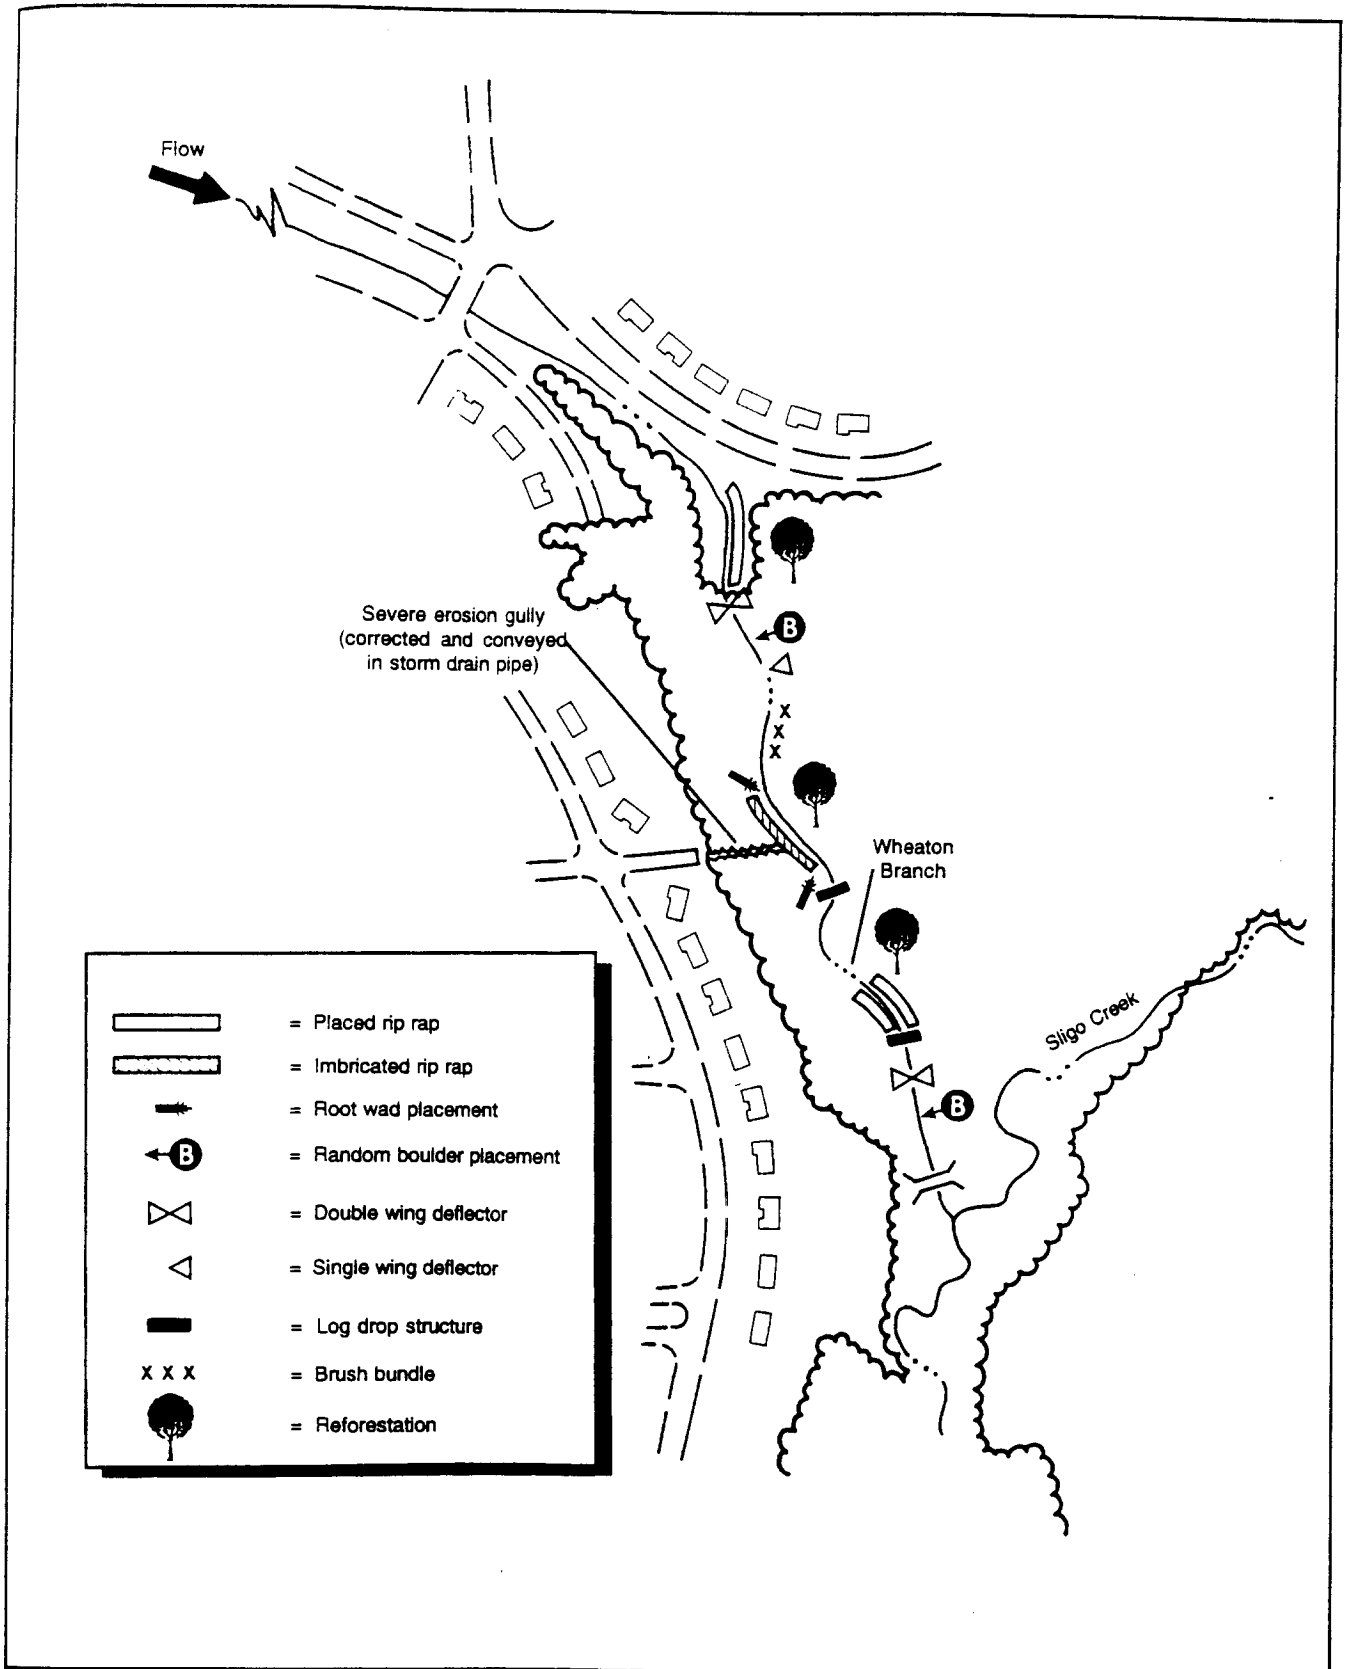 Flow
B
Severe erosion gully
(corrected and conveyed
in storm drain pipe)
X
X
X
Wheaton
Branch
Sligo Creek
B
= Placed rip rap
= Imbricated rip rap
= Root wad placement
B = Random boulder placement
= Double wing deflector
= Single wing deflector
= Log drop structure
X X X = Brush bundle
= Reforestation